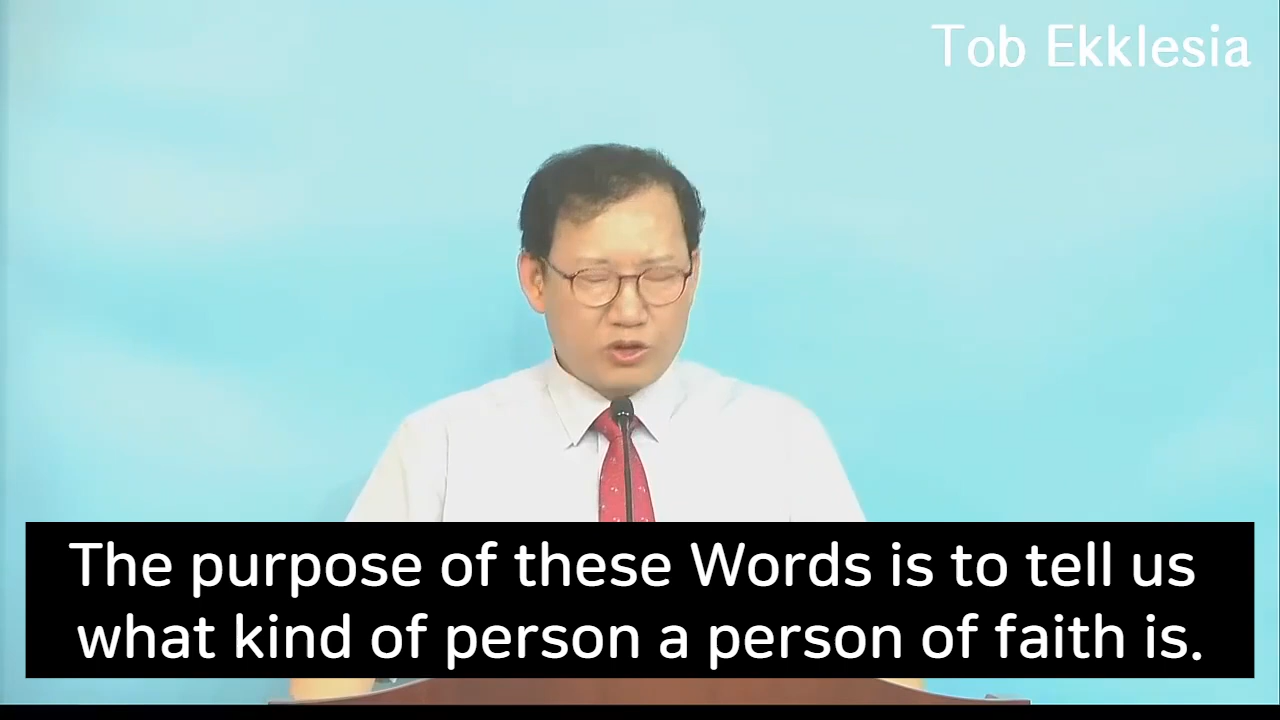 Tob Ekklesia
The purpose of these Words is to tell us
what kind of person a person of faith is.